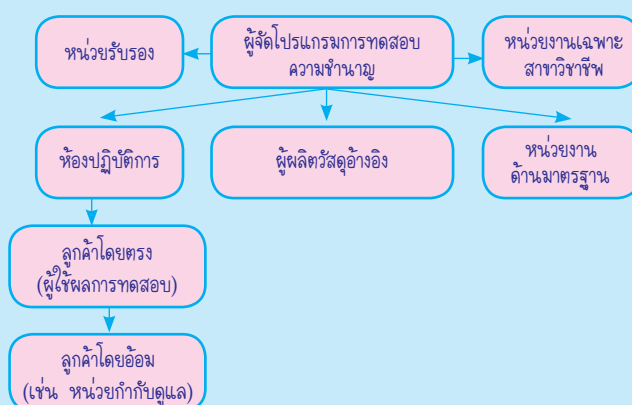 หน่วยรับรอง
ผู้จัดโปรแกรมการทดสอบ
ความชำนาญ
หน่วยงานเฉพาะ
สาขาวิชาชีพ
ห้องปฏิบัติการ
ผู้ผลิตวัสดุอ้างอิง
หน่วยงาน
ด้านมาตรฐาน
ลูกค้าโดยตรง
(ผู้ใช้ผลการทดสอบ)
ลูกค้าโดยอ้อม
(เช่น หน่วยกำกับดูแล)